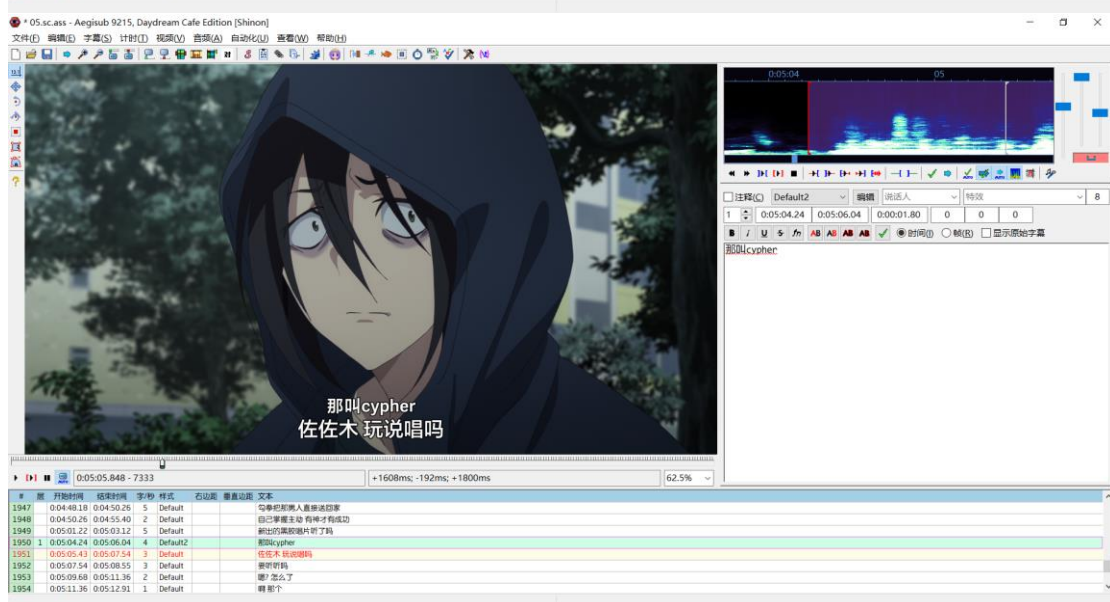 * 05.sc.ass - Aegisub 9215, Daydream Cafe Edition [Shinon]
文件(F) 编辑(E) 字幕(S) 计时(T) 视频(V) 音频(A) 自动化(U) 查看(W) 帮助(H)
0:05:04 05
注释(C) Default2 编辑 说话人 特效 8
1 0:05:04.24 0:05:06.04 0:00:01.80 0 0 0
B I U S fn AB AB AB AB 时间(I) 帧(R) 显示原始字幕
那叫cypher
那叫cypher
佐佐木 玩说唱吗
0:05:05.848 - 7333 +1608ms; -192ms; +1800ms 62.5%
# 层 开始时间 结束时间 字/秒 样式 右边距 垂直边距 文本
1947 0:04:48.18 0:04:50.26 5 Default 勾拳把那男人直接送回家
1948 0:04:50.26 0:04:55.40 2 Default 自己掌握主动 有种才有成功
1949 0:05:01.22 0:05:03.12 5 Default 新出的黑胶唱片听了吗
1950 1 0:05:04.24 0:05:06.04 4 Default2 那叫cypher
1951 0:05:05.43 0:05:07.54 3 Default 佐佐木 玩说唱吗
1952 0:05:07.54 0:05:08.55 3 Default 要听听吗
1953 0:05:09.68 0:05:11.36 2 Default 嗯? 怎么了
1954 0:05:11.36 0:05:12.91 1 Default 啊 那个